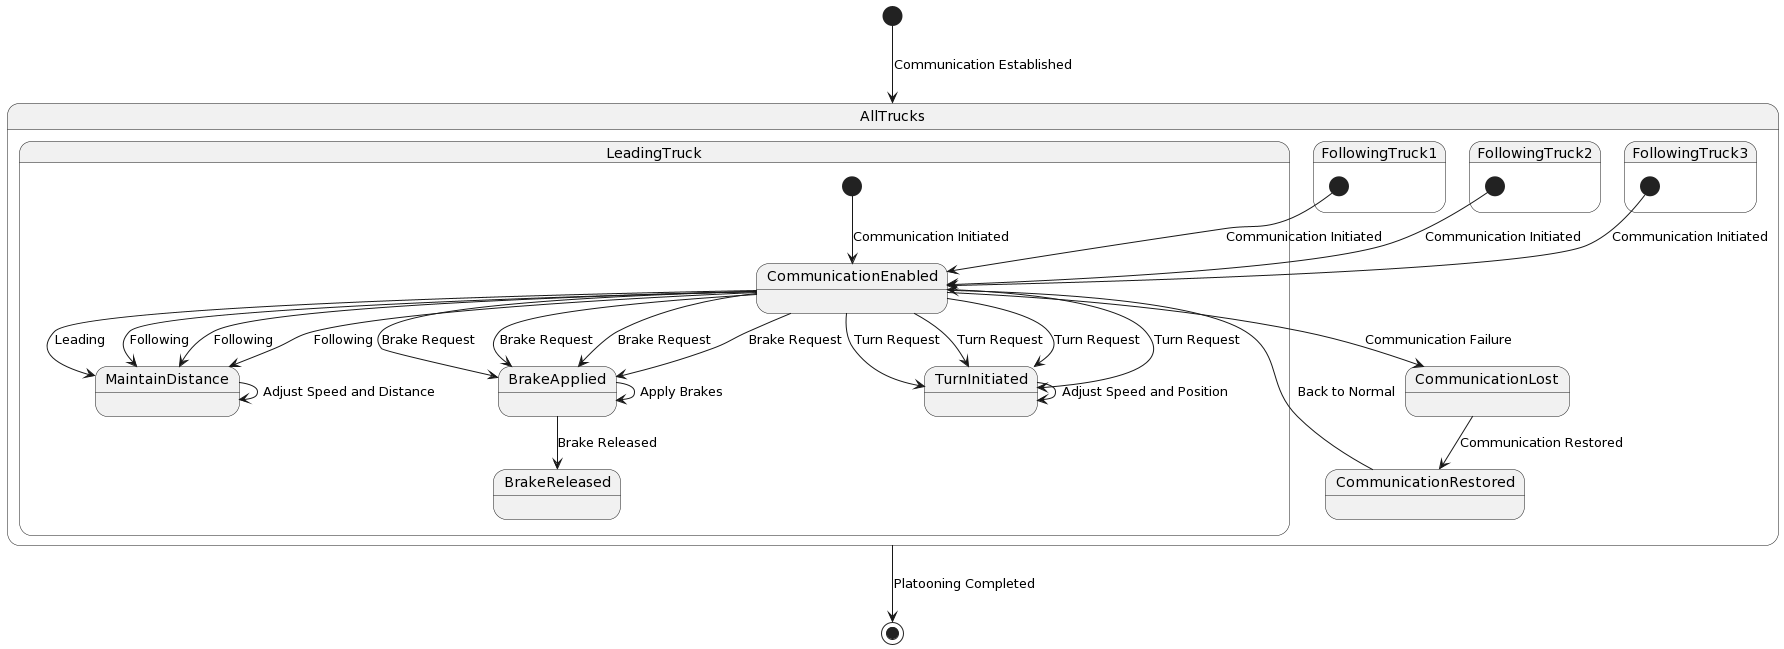 Communication Established
AllTrucks
LeadingTruck
FollowingTruck1
FollowingTruck2
FollowingTruck3
Communication Initiated
Communication Initiated
Communication Initiated
Communication Initiated
CommunicationEnabled
Leading
Following
Following
Following
Brake Request
Brake Request
Brake Request
Brake Request
Turn Request
Turn Request
Turn Request
Turn Request
Communication Failure
MaintainDistance
BrakeApplied
TurnInitiated
CommunicationLost
Adjust Speed and Distance
Apply Brakes
Adjust Speed and Position
Back to Normal
Brake Released
Communication Restored
BrakeReleased
CommunicationRestored
Platooning Completed